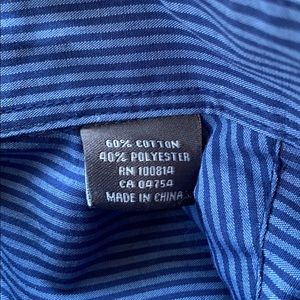 60% COTTON
40% POLYESTER
RN 100814
CA 04754
MADE IN CHINA